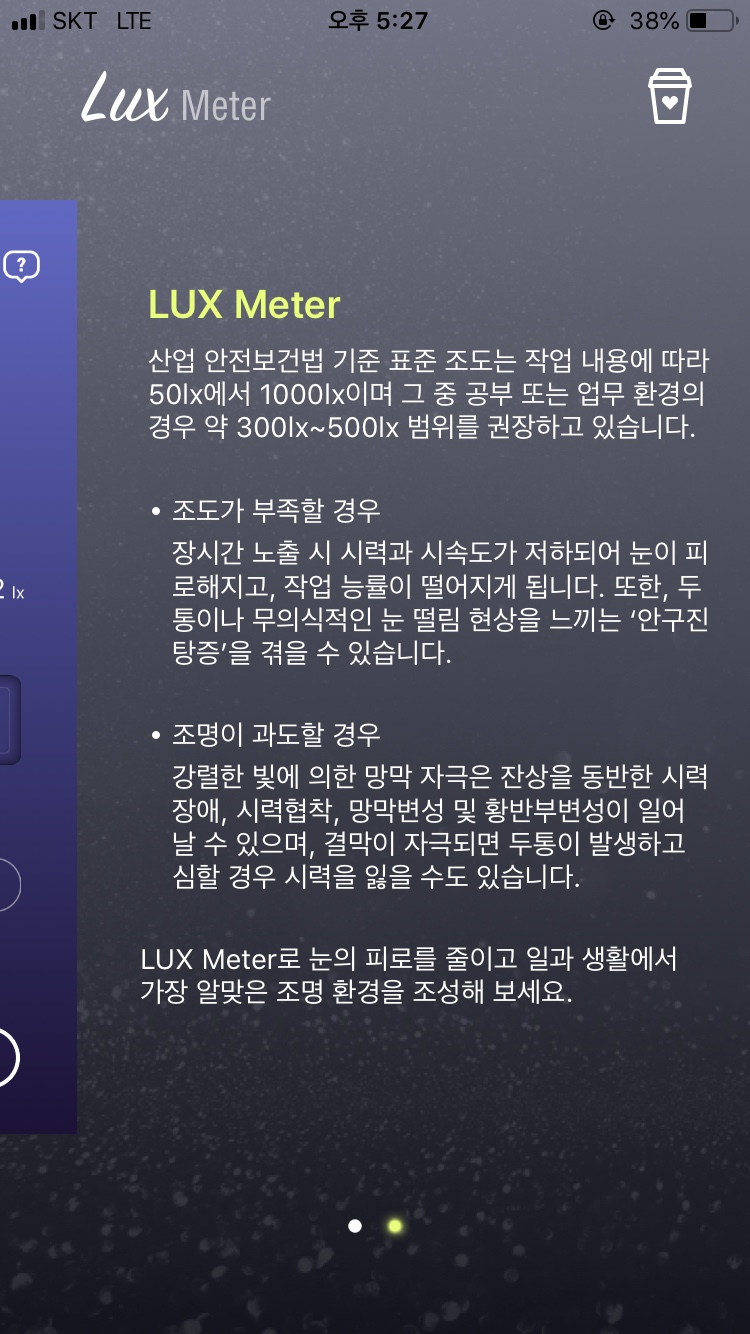 SKT LTE 오후 5:27 38%
Lux Meter
?
LUX Meter
산업 안전보건법 기준 표준 조도는 작업 내용에 따라
50lx에서 1000lx이며 그 중 공부 또는 업무 환경의
경우 약 300lx~500lx 범위를 권장하고 있습니다.
• 조도가 부족할 경우
장시간 노출 시 시력과 시속도가 저하되어 눈이 피
2 lx
로해지고, 작업 능률이 떨어지게 됩니다. 또한, 두
통이나 무의식적인 눈 떨림 현상을 느끼는 ‘안구진
탕증’을 겪을 수 있습니다.
• 조명이 과도할 경우
강렬한 빛에 의한 망막 자극은 잔상을 동반한 시력
장애, 시력협착, 망막변성 및 황반부변성이 일어
날 수 있으며, 결막이 자극되면 두통이 발생하고
심할 경우 시력을 잃을 수도 있습니다.
LUX Meter로 눈의 피로를 줄이고 일과 생활에서
가장 알맞은 조명 환경을 조성해 보세요.